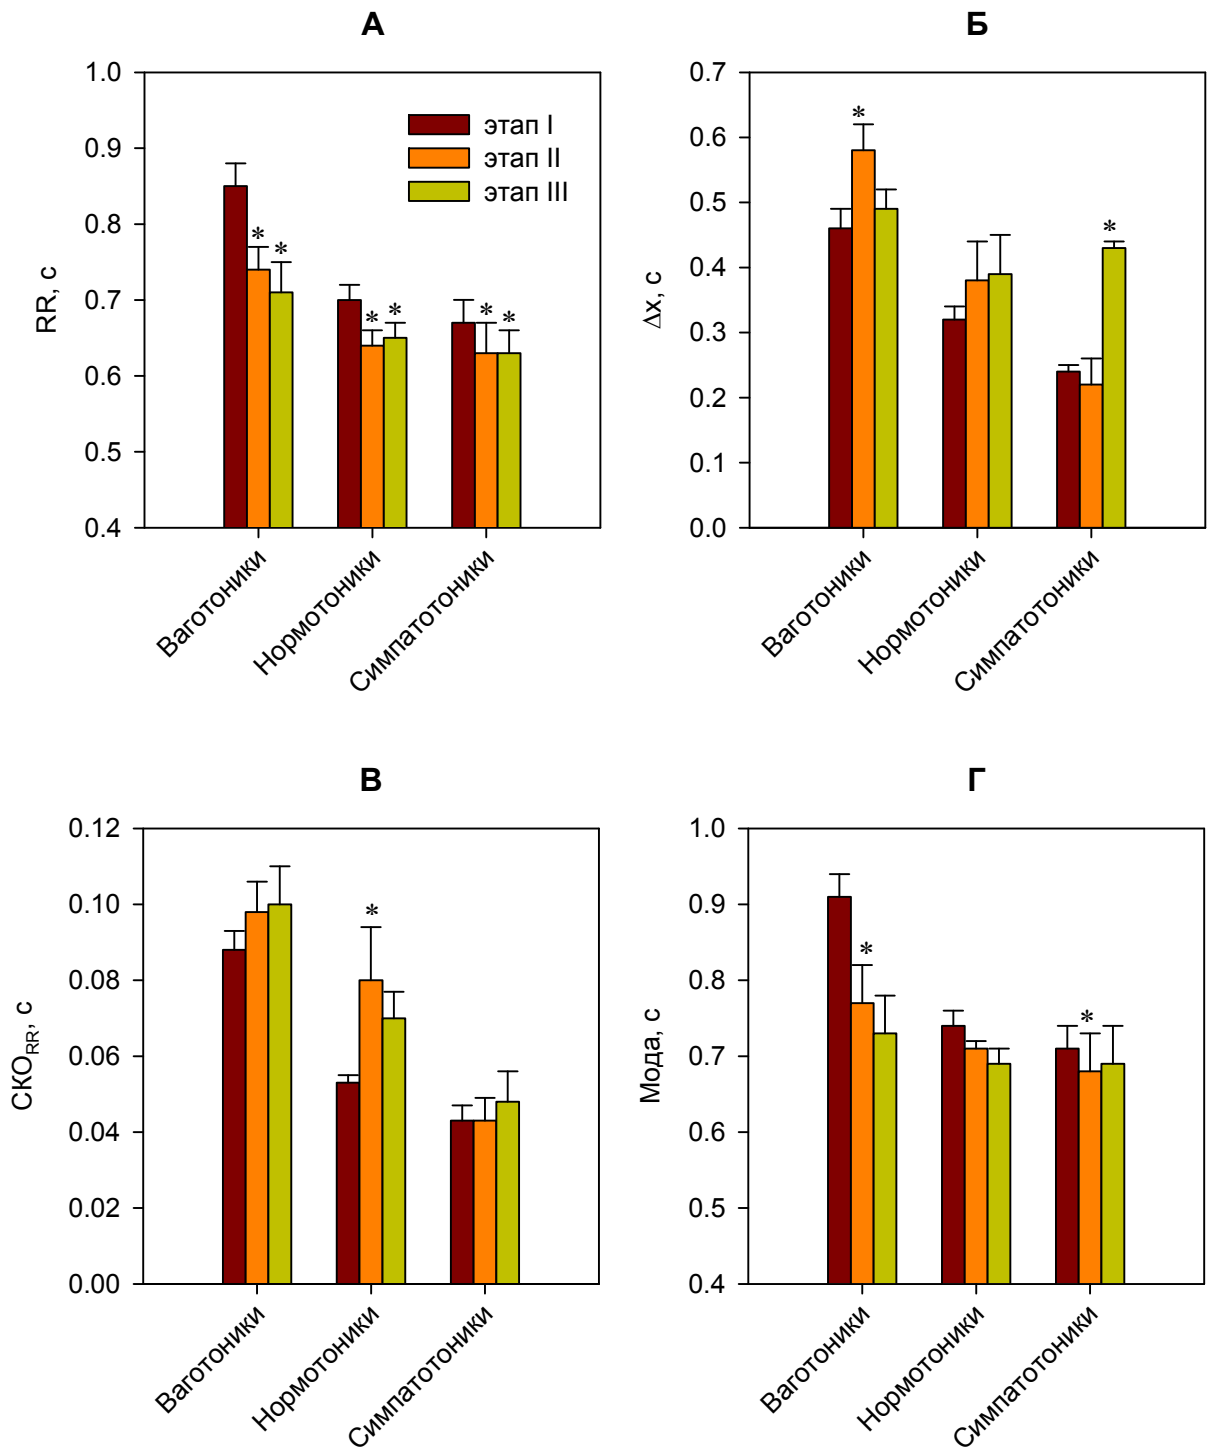 А
1.0
0.9
0.8
0.7
0.6
0.5
0.4
RR, с
этап I
этап II
этап III
* *
* *
* *
Ваготоники
Нормотоники
Симпатотоники
Б
0.7
0.6
0.5
0.4
0.3
0.2
0.1
0.0
Δx, с
*
*
Ваготоники
Нормотоники
Симпатотоники
В
0.12
0.10
0.08
0.06
0.04
0.02
0.00
СКО_RR, с
*
Ваготоники
Нормотоники
Симпатотоники
Г
1.0
0.9
0.8
0.7
0.6
0.5
0.4
Мода, с
*
*
Ваготоники
Нормотоники
Симпатотоники